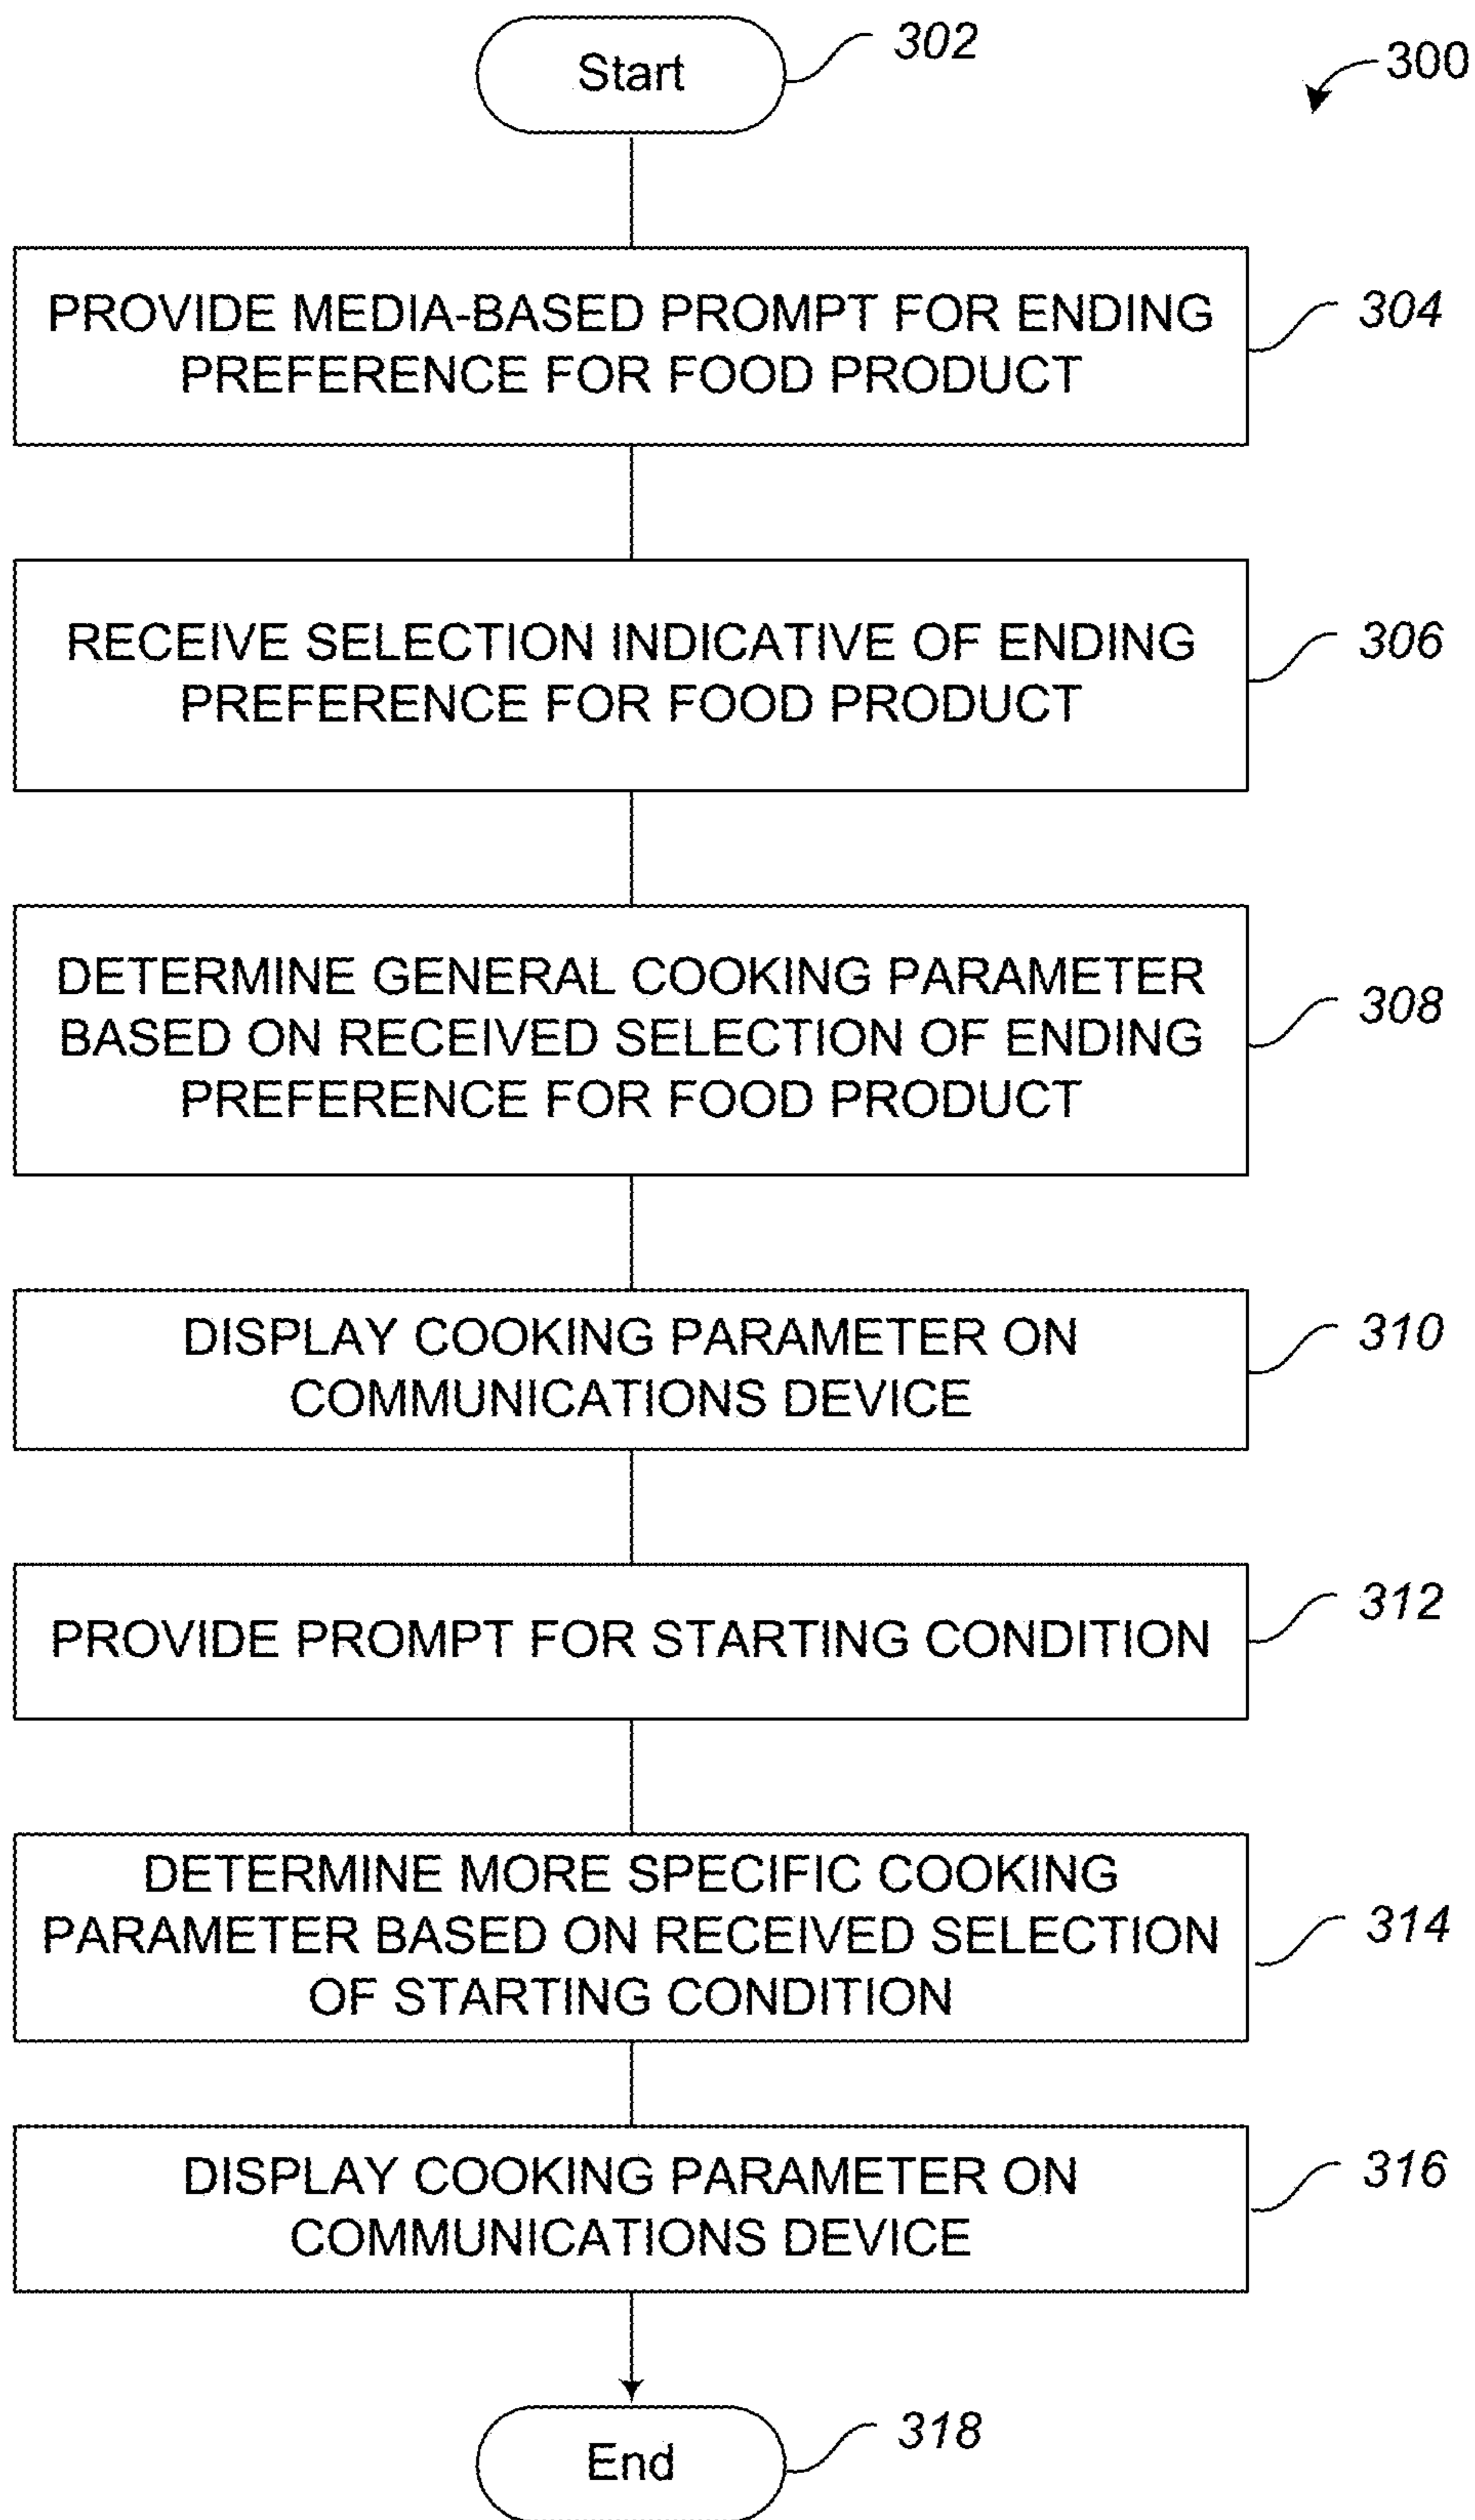 Start
302
300
PROVIDE MEDIA-BASED PROMPT FOR ENDING
PREFERENCE FOR FOOD PRODUCT
304
RECEIVE SELECTION INDICATIVE OF ENDING
PREFERENCE FOR FOOD PRODUCT
306
DETERMINE GENERAL COOKING PARAMETER
BASED ON RECEIVED SELECTION OF ENDING
PREFERENCE FOR FOOD PRODUCT
308
DISPLAY COOKING PARAMETER ON
COMMUNICATIONS DEVICE
310
PROVIDE PROMPT FOR STARTING CONDITION
312
DETERMINE MORE SPECIFIC COOKING
PARAMETER BASED ON RECEIVED SELECTION
OF STARTING CONDITION
314
DISPLAY COOKING PARAMETER ON
COMMUNICATIONS DEVICE
316
End
318